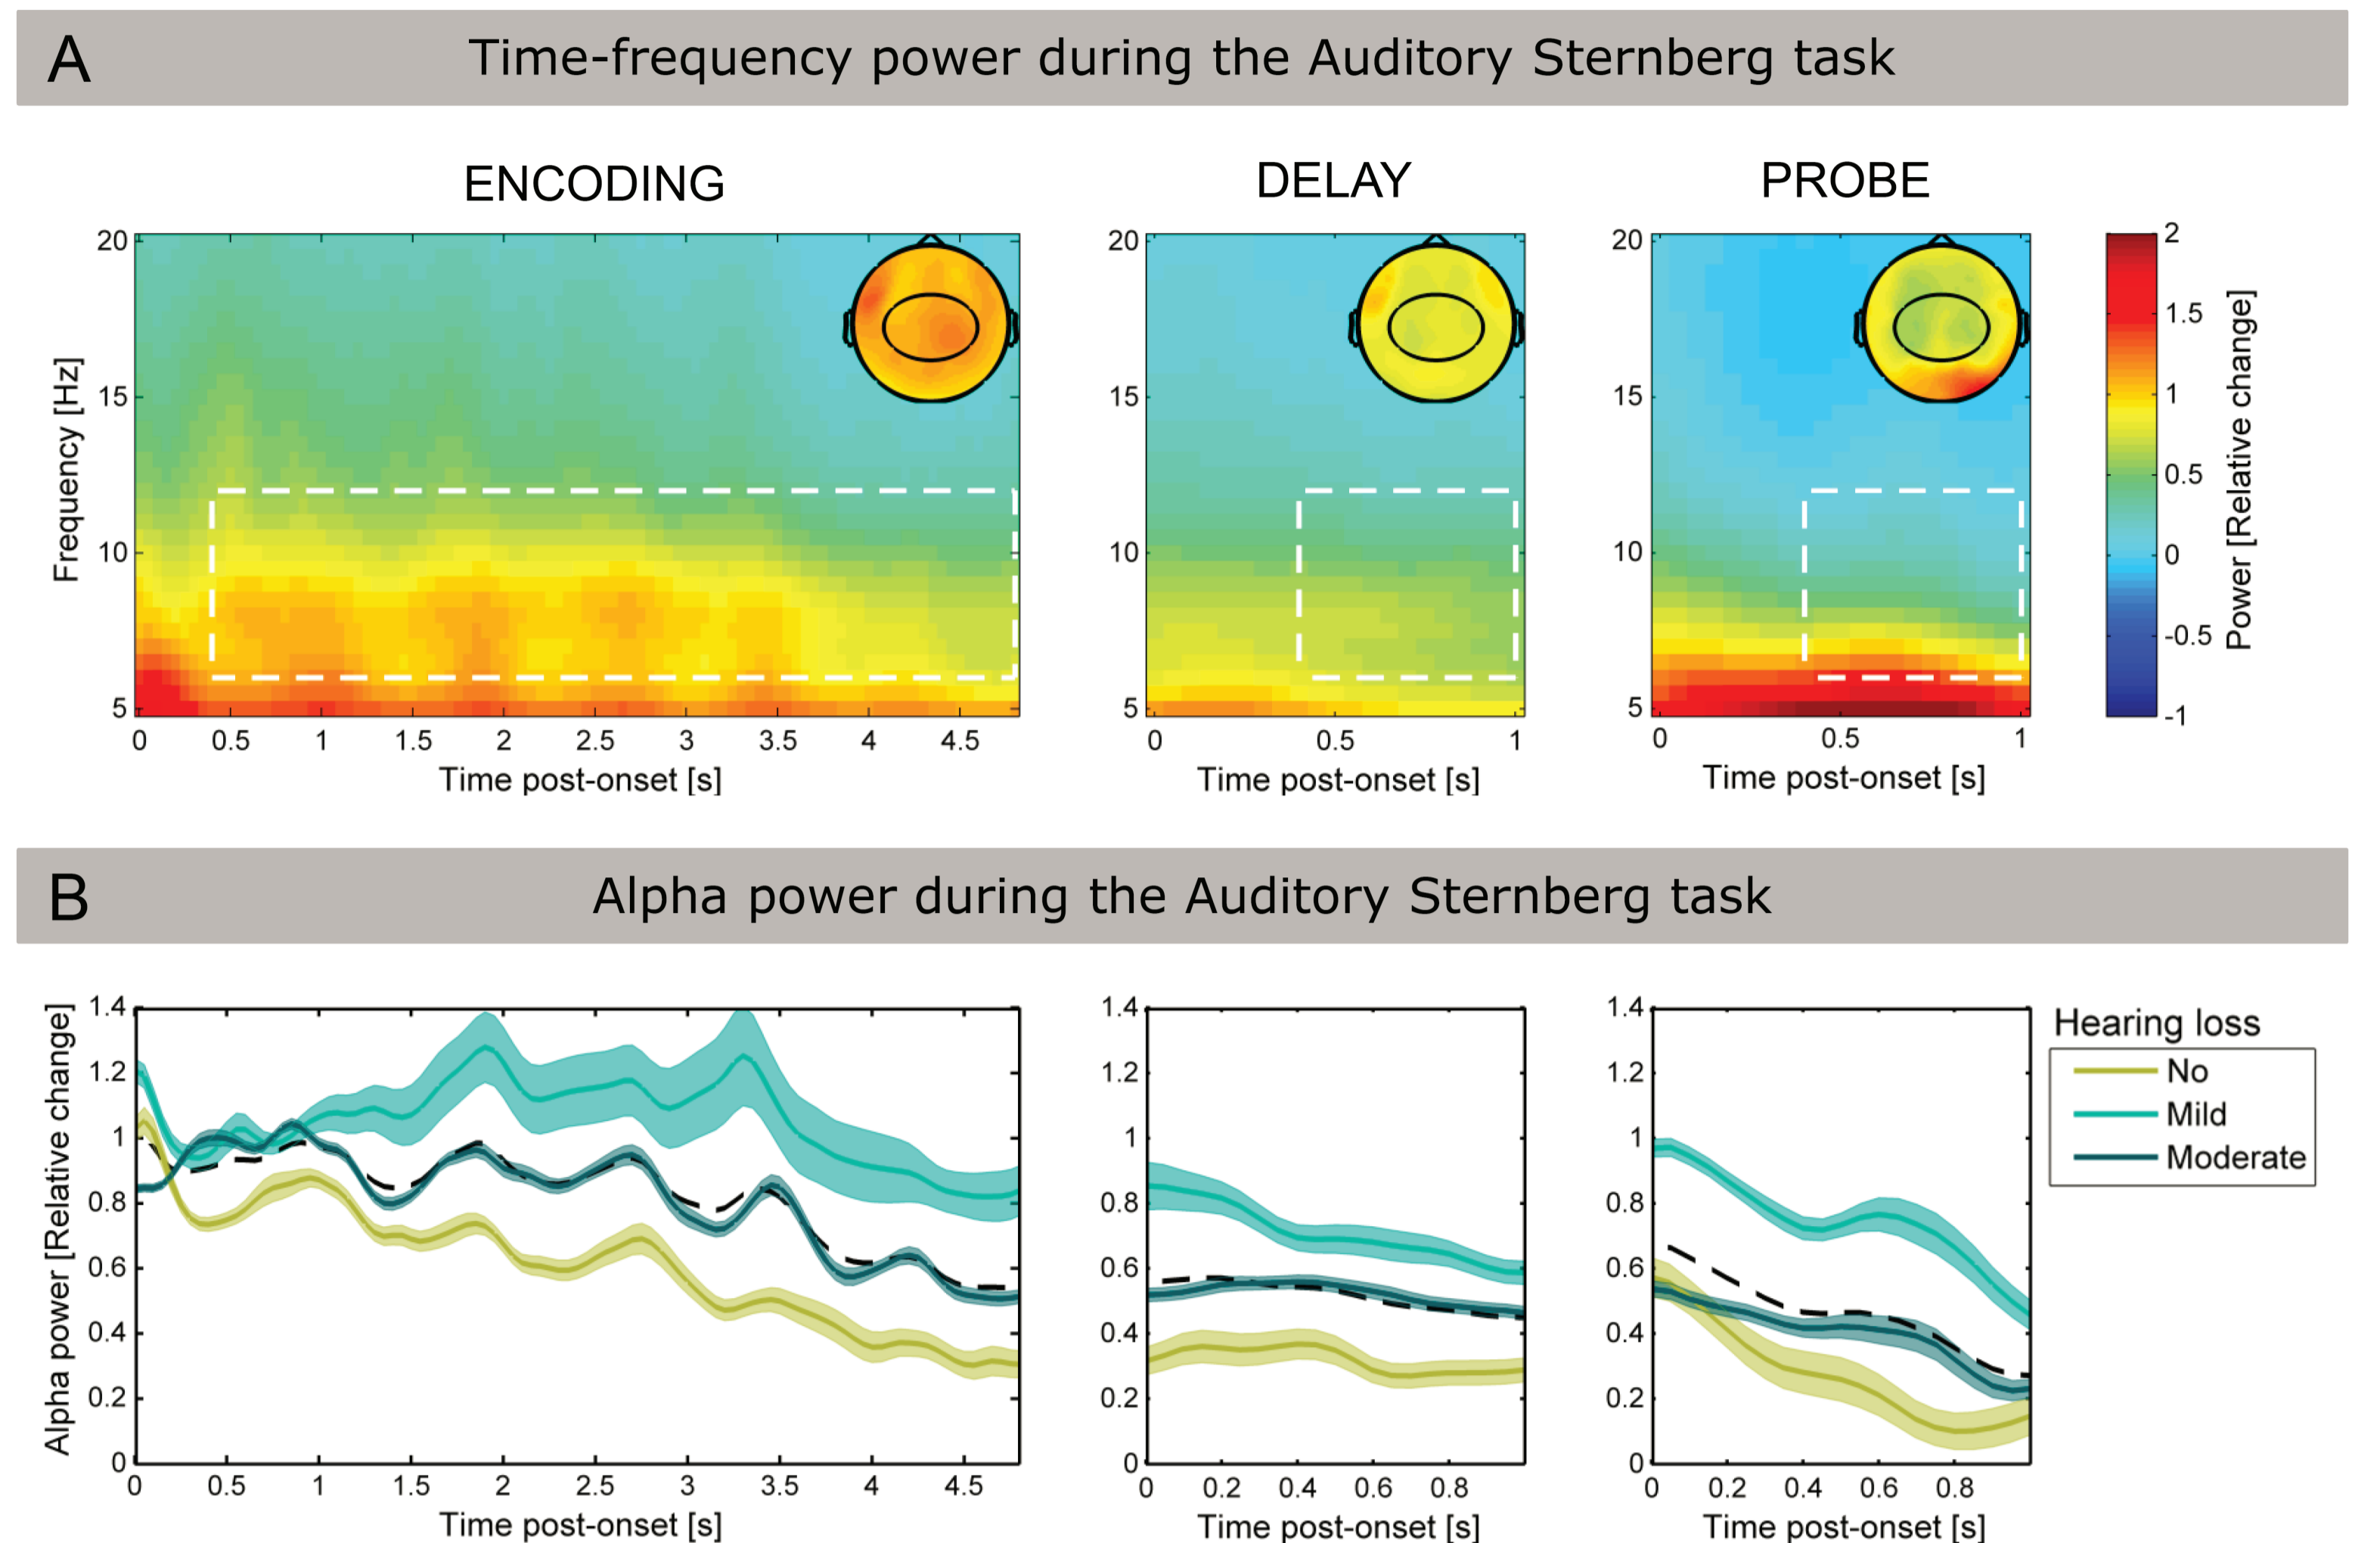 A
Time-frequency power during the Auditory Sternberg task
ENCODING
DELAY
PROBE
Frequency [Hz]
20
15
10
5
0 0.5 1 1.5 2 2.5 3 3.5 4 4.5
Time post-onset [s]
20
15
10
5
0 0.5 1
Time post-onset [s]
20
15
10
5
0 0.5 1
Time post-onset [s]
2
1.5
1
0.5
0
-0.5
-1
Power [Relative change]
B
Alpha power during the Auditory Sternberg task
Alpha power [Relative change]
1.4
1.2
1
0.8
0.6
0.4
0.2
0
0 0.5 1 1.5 2 2.5 3 3.5 4 4.5
Time post-onset [s]
1.4
1.2
1
0.8
0.6
0.4
0.2
0
0 0.2 0.4 0.6 0.8
Time post-onset [s]
1.4
1.2
1
0.8
0.6
0.4
0.2
0
0 0.2 0.4 0.6 0.8
Time post-onset [s]
Hearing loss
No
Mild
Moderate